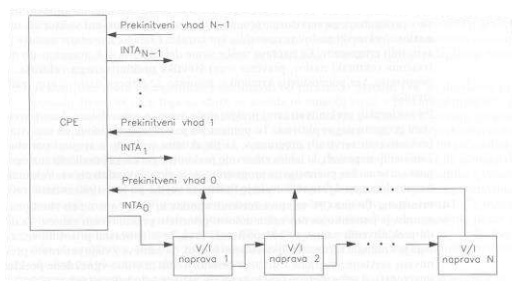 Prekinitveni vhod N-1
INTA N-1
CPE
Prekinitveni vhod 1
INTA 1
Prekinitveni vhod 0
INTA 0
V/I
naprava 1
V/I
naprava 2
V/I
naprava N